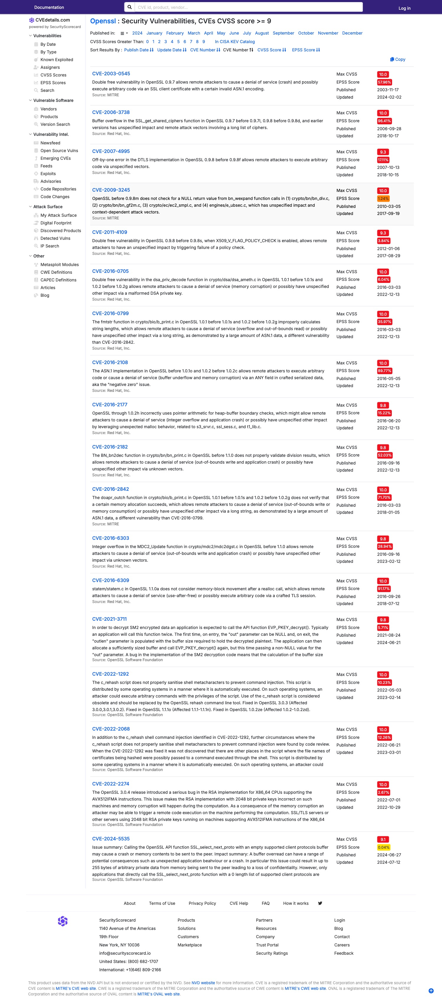 Documentation
CVE id, product, vendor...
Log in
CVEdetails.com
powered by SecurityScorecard
Vulnerabilities
By Date
By Type
Known Exploited
Assigners
CVSS Scores
EPSS Scores
Search
Vulnerable Software
Vendors
Products
Version Search
Vulnerability Intel.
Newsfeed
Open Source Vulns
Emerging CVEs
Feeds
Exploits
Advisories
Code Repositories
Code Changes
Attack Surface
My Attack Surface
Digital Footprint
Discovered Products
Detected Vulns
IP Search
Other
Metasploit Modules
CWE Definitions
CAPEC Definitions
Articles
Blog
Openssl : Security Vulnerabilities, CVEs CVSS score >= 9
Published in: 2024 January February March April May June July August September October November December
CVSS Scores Greater Than: 0 1 2 3 4 5 6 7 8 9 In CISA KEV Catalog
Sort Results By : Publish Date Update Date CVE Number CVE Number CVSS Score EPSS Score
Copy
CVE-2003-0545
Double free vulnerability in OpenSSL 0.9.7 allows remote attackers to cause a denial of service (crash) and possibly
execute arbitrary code via an SSL client certificate with a certain invalid ASN.1 encoding.
Source: MITRE
Max CVSS 10.0
EPSS Score 57.96%
Published 2003-11-17
Updated 2024-02-02
CVE-2006-3738
Buffer overflow in the SSL_get_shared_ciphers function in OpenSSL 0.9.7 before 0.9.7l, 0.9.8 before 0.9.8d, and earlier
versions has unspecified impact and remote attack vectors involving a long list of ciphers.
Source: Red Hat, Inc.
Max CVSS 10.0
EPSS Score 96.41%
Published 2006-09-28
Updated 2018-10-17
CVE-2007-4995
Off-by-one error in the DTLS implementation in OpenSSL 0.9.8 before 0.9.8f allows remote attackers to execute arbitrary
code via unspecified vectors.
Source: Red Hat, Inc.
Max CVSS 9.3
EPSS Score 17.11%
Published 2007-10-13
Updated 2018-10-15
CVE-2009-3245
OpenSSL before 0.9.8m does not check for a NULL return value from bn_wexpand function calls in (1) crypto/bn/bn_div.c,
(2) crypto/bn/bn_gf2m.c, (3) crypto/ec/ec2_smpl.c, and (4) engines/e_ubsec.c, which has unspecified impact and
context-dependent attack vectors.
Source: MITRE
Max CVSS 10.0
EPSS Score 1.24%
Published 2010-03-05
Updated 2017-09-19
CVE-2011-4109
Double free vulnerability in OpenSSL 0.9.8 before 0.9.8s, when X509_V_FLAG_POLICY_CHECK is enabled, allows remote
attackers to have an unspecified impact by triggering failure of a policy check.
Source: Red Hat, Inc.
Max CVSS 9.3
EPSS Score 3.84%
Published 2012-01-06
Updated 2017-08-29
CVE-2016-0705
Double free vulnerability in the dsa_priv_decode function in crypto/dsa/dsa_ameth.c in OpenSSL 1.0.1 before 1.0.1s and
1.0.2 before 1.0.2g allows remote attackers to cause a denial of service (memory corruption) or possibly have unspecified
other impact via a malformed DSA private key.
Source: Red Hat, Inc.
Max CVSS 10.0
EPSS Score 6.04%
Published 2016-03-03
Updated 2022-12-13
CVE-2016-0799
The fmtstr function in crypto/bio/b_print.c in OpenSSL 1.0.1 before 1.0.1s and 1.0.2 before 1.0.2g improperly calculates
string lengths, which allows remote attackers to cause a denial of service (overflow and out-of-bounds read) or possibly
have unspecified other impact via a long string, as demonstrated by a large amount of ASN.1 data, a different vulnerability
than CVE-2016-2842.
Source: Red Hat, Inc.
Max CVSS 10.0
EPSS Score 35.97%
Published 2016-03-03
Updated 2022-12-13
CVE-2016-2108
The ASN.1 implementation in OpenSSL before 1.0.1o and 1.0.2 before 1.0.2c allows remote attackers to execute arbitrary
code or cause a denial of service (buffer underflow and memory corruption) via an ANY field in crafted serialized data,
aka the "negative zero" issue.
Source: Red Hat, Inc.
Max CVSS 10.0
EPSS Score 89.77%
Published 2016-05-05
Updated 2022-12-13
CVE-2016-2177
OpenSSL through 1.0.2h incorrectly uses pointer arithmetic for heap-buffer boundary checks, which might allow remote
attackers to cause a denial of service (integer overflow and application crash) or possibly have unspecified other impact
by leveraging unexpected malloc behavior, related to s3_srvr.c, ssl_sess.c, and t1_lib.c.
Source: Red Hat, Inc.
Max CVSS 9.8
EPSS Score 15.22%
Published 2016-06-20
Updated 2022-12-13
CVE-2016-2182
The BN_bn2dec function in crypto/bn/bn_print.c in OpenSSL before 1.1.0 does not properly validate division results, which
allows remote attackers to cause a denial of service (out-of-bounds write and application crash) or possibly have
unspecified other impact via unknown vectors.
Source: Red Hat, Inc.
Max CVSS 9.8
EPSS Score 52.03%
Published 2016-09-16
Updated 2022-12-13
CVE-2016-2842
The doapr_outch function in crypto/bio/b_print.c in OpenSSL 1.0.1 before 1.0.1s and 1.0.2 before 1.0.2g does not verify that
a certain memory allocation succeeds, which allows remote attackers to cause a denial of service (out-of-bounds write or
memory consumption) or possibly have unspecified other impact via a long string, as demonstrated by a large amount of
ASN.1 data, a different vulnerability than CVE-2016-0799.
Source: MITRE
Max CVSS 10.0
EPSS Score 71.70%
Published 2016-03-03
Updated 2018-01-05
CVE-2016-6303
Integer overflow in the MDC2_Update function in crypto/mdc2/mdc2dgst.c in OpenSSL before 1.1.0 allows remote
attackers to cause a denial of service (out-of-bounds write and application crash) or possibly have unspecified other
impact via unknown vectors.
Source: Red Hat, Inc.
Max CVSS 9.8
EPSS Score 28.94%
Published 2016-09-16
Updated 2023-02-12
CVE-2016-6309
statem/statem.c in OpenSSL 1.1.0a does not consider memory-block movement after a realloc call, which allows remote
attackers to cause a denial of service (use-after-free) or possibly execute arbitrary code via a crafted TLS session.
Source: Red Hat, Inc.
Max CVSS 10.0
EPSS Score 91.17%
Published 2016-09-26
Updated 2018-07-12
CVE-2021-3711
In order to decrypt SM2 encrypted data an application is expected to call the API function EVP_PKEY_decrypt(). Typically
an application will call this function twice. The first time, on entry, the "out" parameter can be NULL and, on exit, the
"outlen" parameter is populated with the buffer size required to hold the decrypted plaintext. The application can then
allocate a sufficiently sized buffer and call EVP_PKEY_decrypt() again, but this time passing a non-NULL value for the
"out" parameter. A bug in the implementation of the SM2 decryption code means that the calculation of the buffer size
Source: OpenSSL Software Foundation
Max CVSS 9.8
EPSS Score 5.71%
Published 2021-08-24
Updated 2024-06-21
CVE-2022-1292
The c_rehash script does not properly sanitise shell metacharacters to prevent command injection. This script is
distributed by some operating systems in a manner where it is automatically executed. On such operating systems, an
attacker could execute arbitrary commands with the privileges of the script. Use of the c_rehash script is considered
obsolete and should be replaced by the OpenSSL rehash command line tool. Fixed in OpenSSL 3.0.3 (Affected
3.0.0,3.0.1,3.0.2). Fixed in OpenSSL 1.1.1o (Affected 1.1.1-1.1.1n). Fixed in OpenSSL 1.0.2ze (Affected 1.0.2-1.0.2zd).
Source: OpenSSL Software Foundation
Max CVSS 10.0
EPSS Score 10.23%
Published 2022-05-03
Updated 2023-02-14
CVE-2022-2068
In addition to the c_rehash shell command injection identified in CVE-2022-1292, further circumstances where the
c_rehash script does not properly sanitise shell metacharacters to prevent command injection were found by code review.
When the CVE-2022-1292 was fixed it was not discovered that there are other places in the script where the file names of
certificates being hashed were possibly passed to a command executed through the shell. This script is distributed by
some operating systems in a manner where it is automatically executed. On such operating systems, an attacker could
Source: OpenSSL Software Foundation
Max CVSS 10.0
EPSS Score 12.26%
Published 2022-06-21
Updated 2023-03-01
CVE-2022-2274
The OpenSSL 3.0.4 release introduced a serious bug in the RSA implementation for X86_64 CPUs supporting the
AVX512IFMA instructions. This issue makes the RSA implementation with 2048 bit private keys incorrect on such
machines and memory corruption will happen during the computation. As a consequence of the memory corruption an
attacker may be able to trigger a remote code execution on the machine performing the computation. SSL/TLS servers or
other servers using 2048 bit RSA private keys running on machines supporting AVX512IFMA instructions of the X86_64
Source: OpenSSL Software Foundation
Max CVSS 10.0
EPSS Score 2.67%
Published 2022-07-01
Updated 2022-10-29
CVE-2024-5535
Issue summary: Calling the OpenSSL API function SSL_select_next_proto with an empty supported client protocols buffer
may cause a crash or memory contents to be sent to the peer. Impact summary: A buffer overread can have a range of
potential consequences such as unexpected application beahviour or a crash. In particular this issue could result in up to
255 bytes of arbitrary private data from memory being sent to the peer leading to a loss of confidentiality. However, only
applications that directly call the SSL_select_next_proto function with a 0 length list of supported client protocols are
Source: OpenSSL Software Foundation
Max CVSS 9.1
EPSS Score 0.04%
Published 2024-06-27
Updated 2024-07-12
About Terms of Use Privacy Policy CVE Help FAQ How it works
SecurityScorecard
1140 Avenue of the Americas
19th Floor
New York, NY 10036
info@securityscorecard.io
United States: (800) 682-1707
International: +1(646) 809-2166
Products
Solutions
Customers
Marketplace
Partners
Resources
Company
Trust Portal
Security Ratings
Login
Blog
Contact
Careers
Feedback
This product uses data from the NVD API but is not endorsed or certified by the NVD. See NVD website for more information. CVE is a registred trademark of the MITRE Corporation and the authoritative source of
CVE content is MITRE's CVE web site. CWE is a registred trademark of the MITRE Corporation and the authoritative source of CWE content is MITRE's CWE web site. OVAL is a registered trademark of The MITRE
Corporation and the authoritative source of OVAL content is MITRE's OVAL web site.